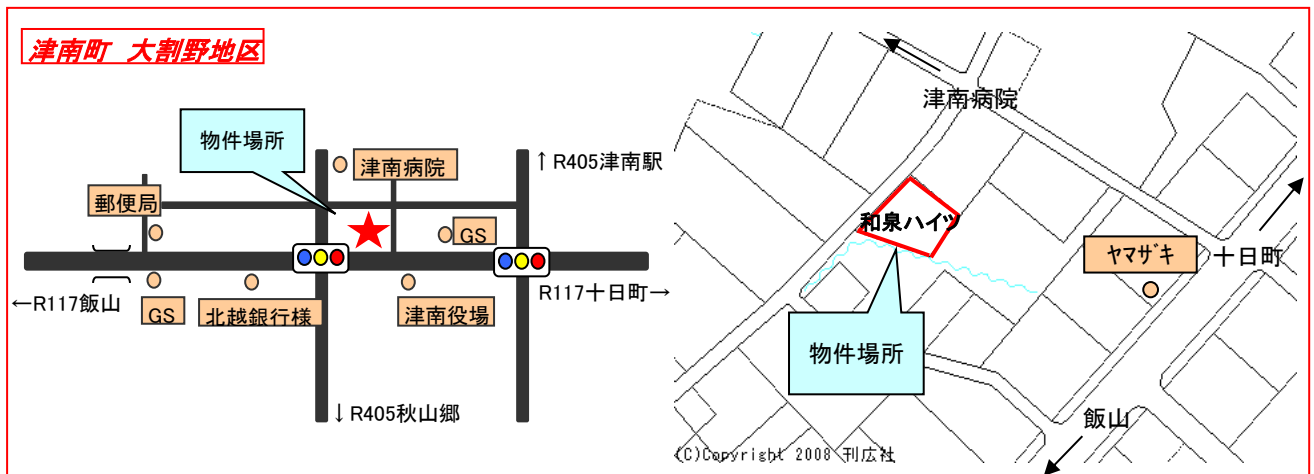 津南町 大割野地区
物件場所
津南病院
↑R405津南駅
郵便局
GS
←R117飯山
GS
北越銀行様
津南役場
R117十日町→
↓R405秋山郷
津南病院
和泉ハイツ
ヤマザキ
十日町
物件場所
飯山
(C)Copyright 2008 刊広社